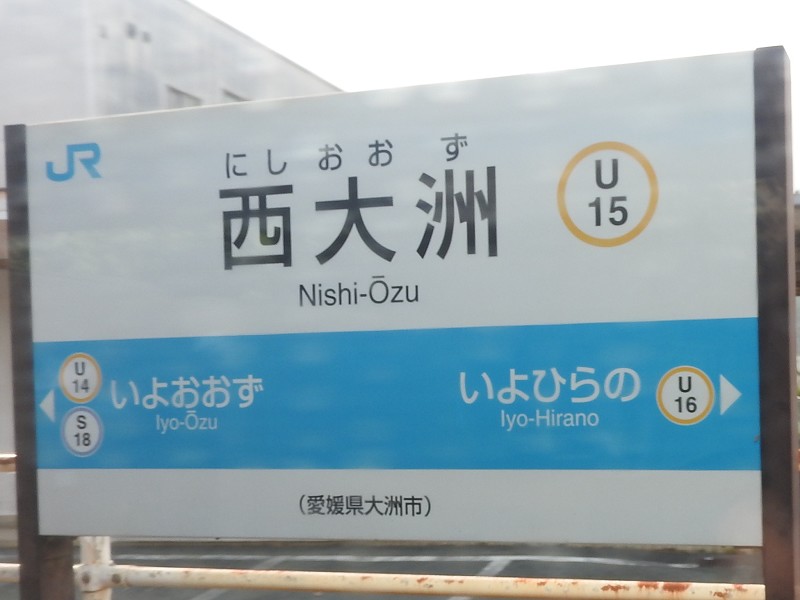 JR
にしおおず
西大洲
Nishi-Ōzu
U
15
U
14
S
18
いよおおず
Iyo-Ōzu
いよひらの
Iyo-Hirano
U
16
（愛媛県大洲市）